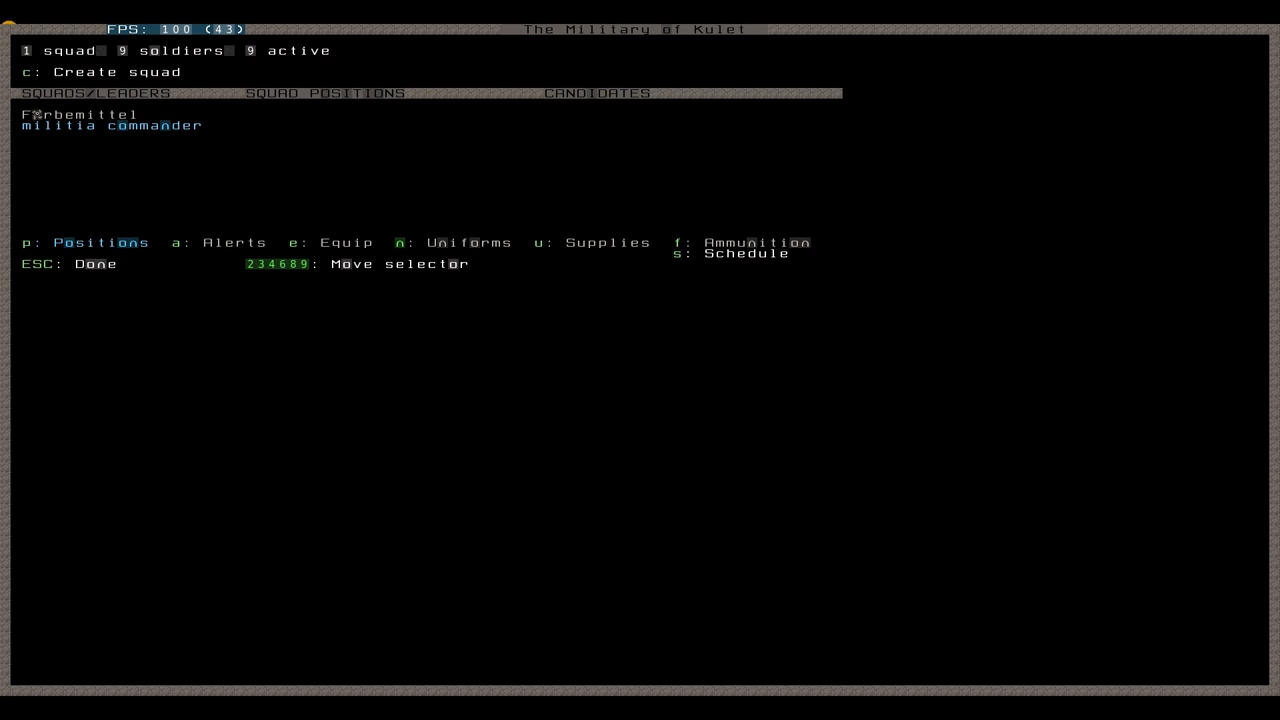 FPS: 100 (43) The Military of Kulet
1 squad 9 soldiers 9 active
c: Create squad
SQUADS/LEADERS SQUAD POSITIONS CANDIDATES
militia commander
p: Positions a: Alerts e: Equip n: Uniforms u: Supplies f: Ammunition
s: Schedule
ESC: Done 234689: Move selector